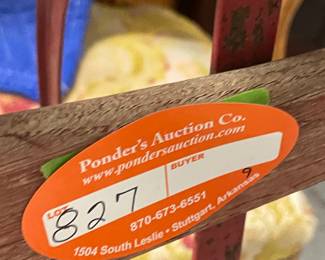 Ponder's Auction Co.
www.pondersauction.com
LOT 827 BUYER 9
870-673-6551
1504 South Leslie • Stuttgart, Arkansas